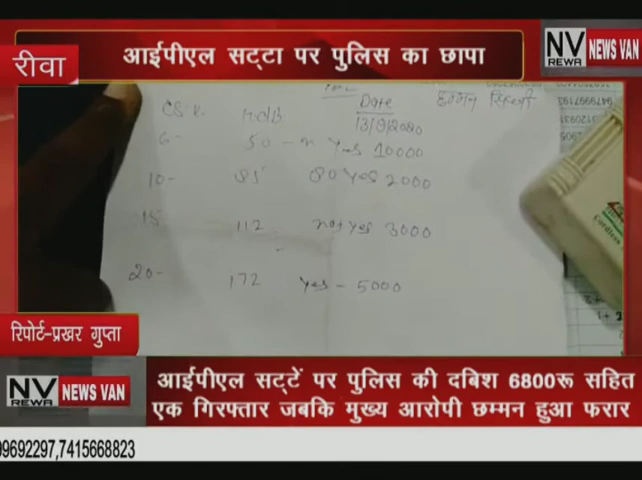 आईपीएल सट्टा पर पुलिस का छापा
NV NEWS VAN
REWA
रीवा
Date
13/9/2020
6- 50 - Yes 10000
10- 85 80 Yes 2000
15 112 not yes 3000
20- 172 Yes - 5000
रिपोर्ट-प्रखर गुप्ता
NV NEWS VAN
REWA
आईपीएल सट्टें पर पुलिस की दबिश 6800रू सहित
एक गिरफ्तार जबकि मुख्य आरोपी छम्मन हुआ फरार
99692297,7415668823